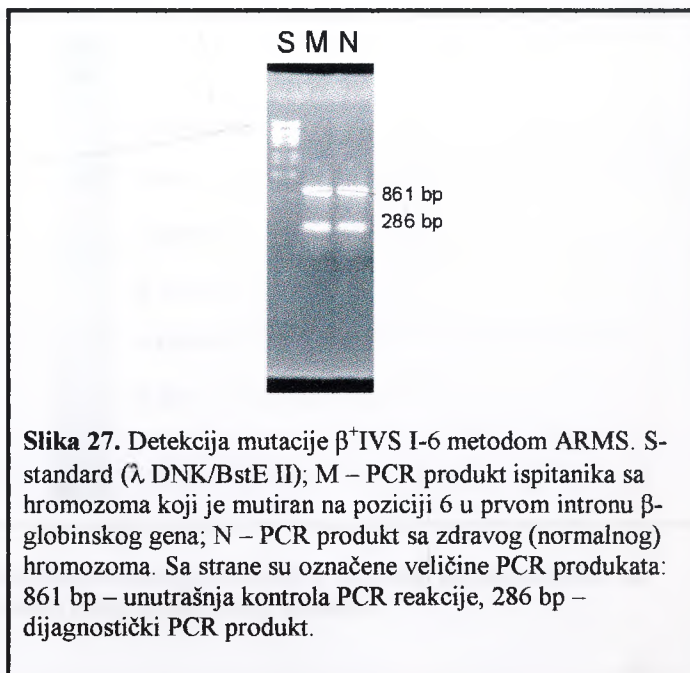 S M N
861 bp
286 bp
Slika 27. Detekcija mutacije β⁺IVS I-6 metodom ARMS. S-
standard (λ DNK/BstE II); M – PCR produkt ispitanika sa
hromozoma koji je mutiran na poziciji 6 u prvom intronu β-
globinskog gena; N – PCR produkt sa zdravog (normalnog)
hromozoma. Sa strane su označene veličine PCR produkata:
861 bp – unutrašnja kontrola PCR reakcije, 286 bp –
dijagnostički PCR produkt.